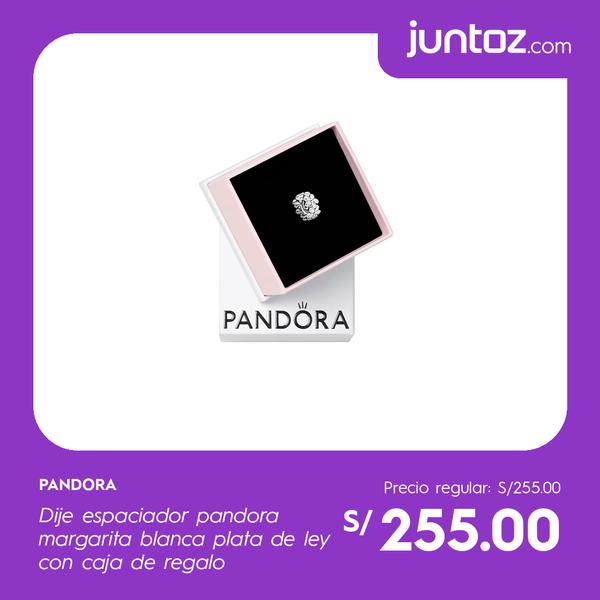 juntoz.com
PANDORA
PANDORA
Precio regular: S/255.00
Dije espaciador pandora
margarita blanca plata de ley
con caja de regalo
S/ 255.00